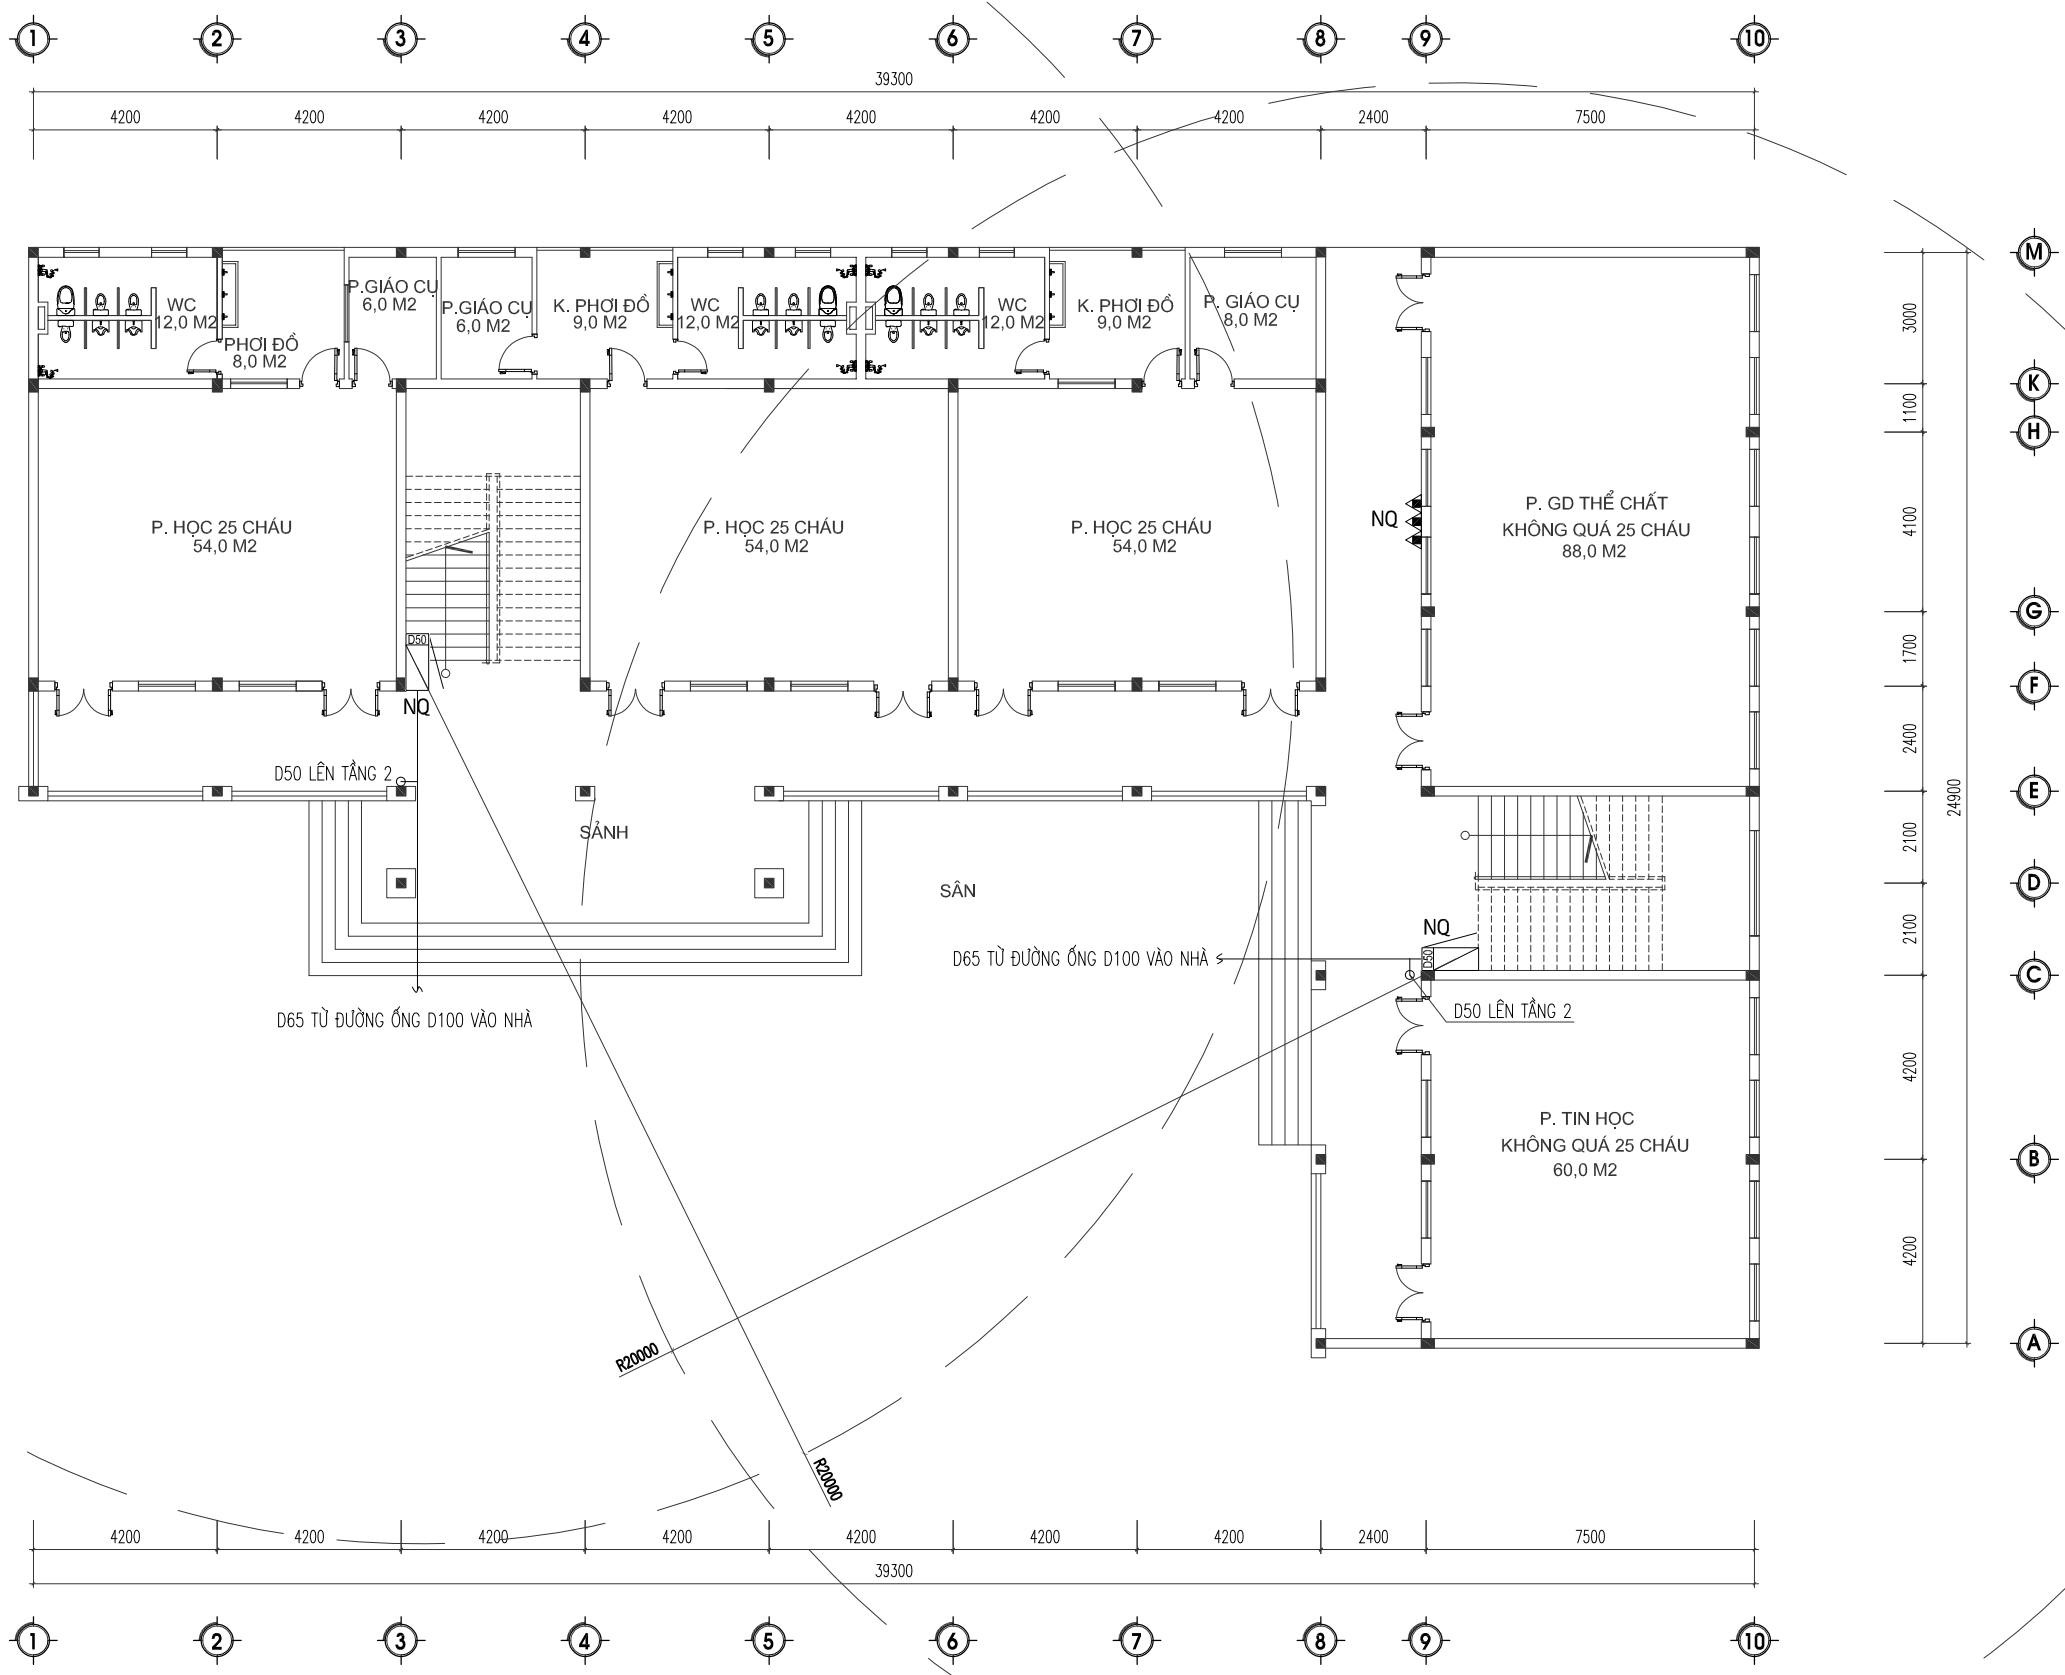 1 2 3 4 5 6 7 8 9 10
39300
4200 4200 4200 4200 4200 4200 4200 2400 7500
M
K
H
G
F
E
D
C
B
A
3000
1100
4100
1700
2400
2100
2100
4200
4200
24900
WC
12,0 M2
PHƠI ĐỒ
8,0 M2
P.GIÁO CỤ
6,0 M2
P.GIÁO CỤ
6,0 M2
K. PHƠI ĐỒ
9,0 M2
WC
12,0 M2
WC
12,0 M2
K. PHƠI ĐỒ
9,0 M2
P. GIÁO CỤ
8,0 M2
P. HỌC 25 CHÁU
54,0 M2
P. HỌC 25 CHÁU
54,0 M2
P. HỌC 25 CHÁU
54,0 M2
NQ
P. GD THỂ CHẤT
KHÔNG QUÁ 25 CHÁU
88,0 M2
D50
NQ
D50 LÊN TẦNG 2
SẢNH
SÂN
NQ
D50
D65 TỪ ĐƯỜNG ỐNG D100 VÀO NHÀ
D50 LÊN TẦNG 2
D65 TỪ ĐƯỜNG ỐNG D100 VÀO NHÀ
P. TIN HỌC
KHÔNG QUÁ 25 CHÁU
60,0 M2
R20000
R20000
4200 4200 4200 4200 4200 4200 4200 2400 7500
39300
1 2 3 4 5 6 7 8 9 10